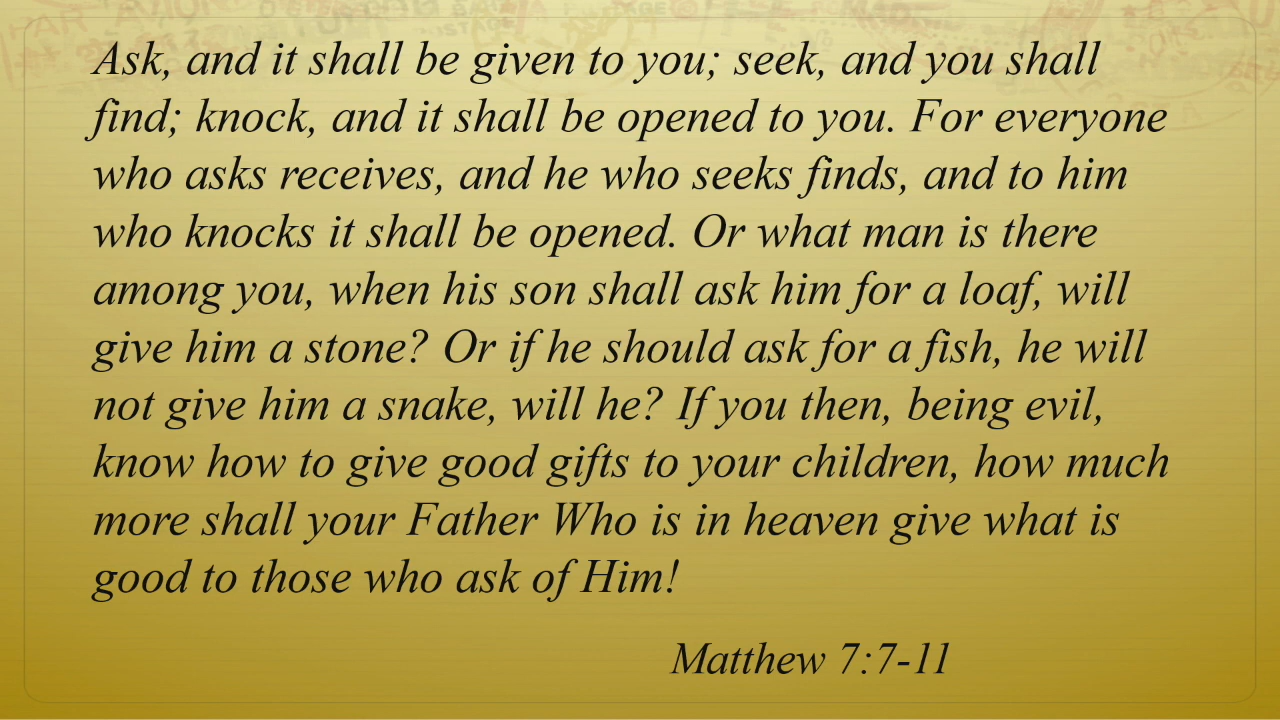 Ask, and it shall be given to you; seek, and you shall
find; knock, and it shall be opened to you. For everyone
who asks receives, and he who seeks finds, and to him
who knocks it shall be opened. Or what man is there
among you, when his son shall ask him for a loaf, will
give him a stone? Or if he should ask for a fish, he will
not give him a snake, will he? If you then, being evil,
know how to give good gifts to your children, how much
more shall your Father Who is in heaven give what is
good to those who ask of Him!
Matthew 7:7-11